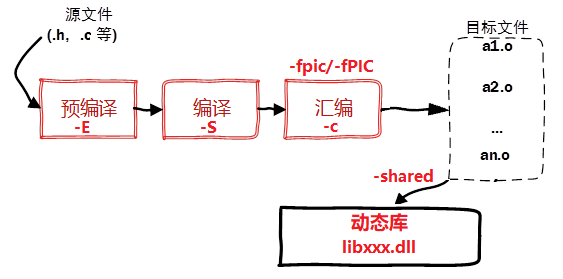 源文件
(.h，.c 等)
目标文件
a1.o
a2.o
...
an.o
-fpic/-fPIC
预编译
-E
编译
-S
汇编
-c
-shared
动态库
libxxx.dll